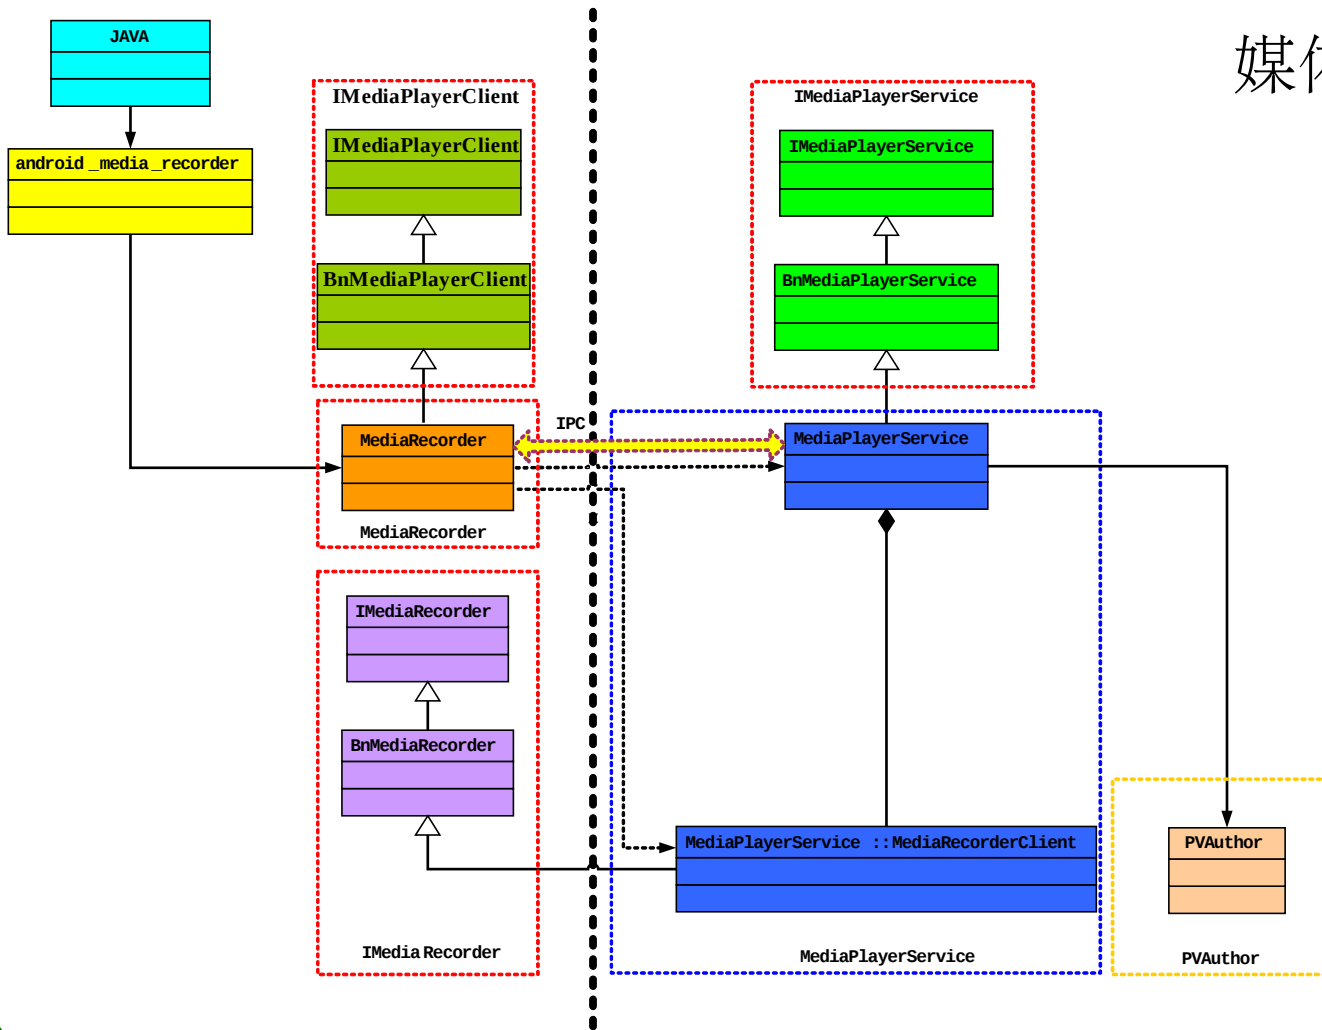 媒
JAVA
android_media_recorder
IMediaPlayerClient
IMediaPlayerClient
BnMediaPlayerClient
IMediaPlayerService
IMediaPlayerService
BnMediaPlayerService
IPC
MediaRecorder
MediaRecorder
MediaPlayerService
IMediaRecorder
BnMediaRecorder
IMedia Recorder
MediaPlayerService ::MediaRecorderClient
MediaPlayerService
PVAuthor
PVAuthor